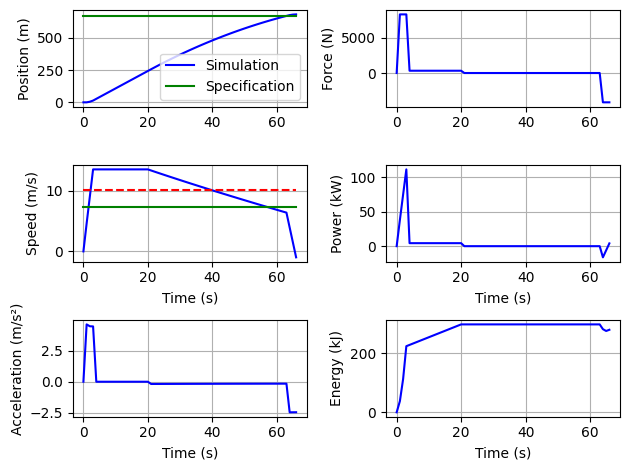 Position (m)
500
250
0
0 20 40 60
Simulation
Specification
Force (N)
5000
0
0 20 40 60
Speed (m/s)
10
0
0 20 40 60
Time (s)
Power (kW)
100
50
0
0 20 40 60
Time (s)
Acceleration (m/s²)
2.5
0.0
−2.5
0 20 40 60
Time (s)
Energy (kJ)
200
0
0 20 40 60
Time (s)